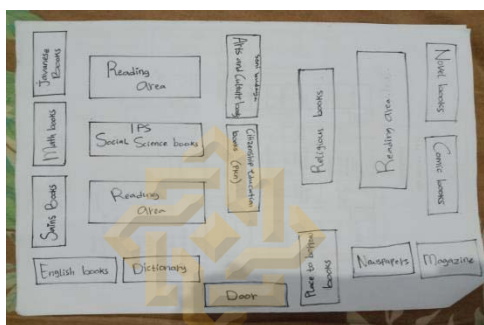 Javanese
Books
Math books
Sains Books
Reading
Area
IPS
Social Science books
Reading
Area
Arts and Culture book
Citizenship education
books (PKn)
Religious books
Reading area
Novel books
Comic books
English books
Dictionary
Door
Place to borrow
books
Newspapers
Magazine